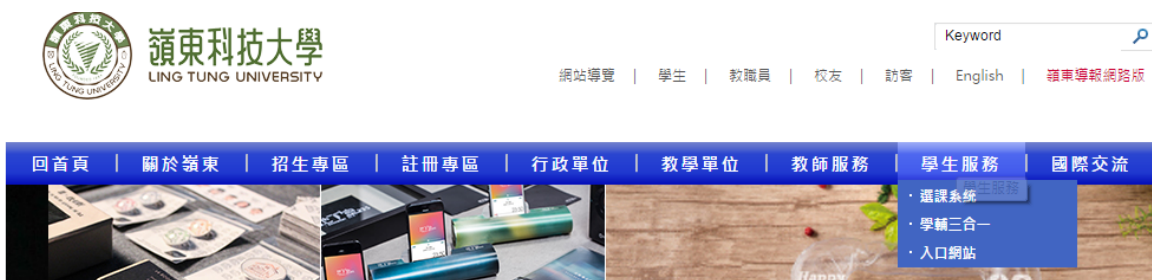 嶺東科技大學
LING TUNG UNIVERSITY
Keyword
網站導覽 | 學生 | 教職員 | 校友 | 訪客 | English | 嶺東導報網路版
回首頁 | 關於嶺東 | 招生專區 | 註冊專區 | 行政單位 | 教學單位 | 教師服務 | 學生服務 | 國際交流
學生服務
· 選課系統
· 學輔三合一
· 入口網站
Happy